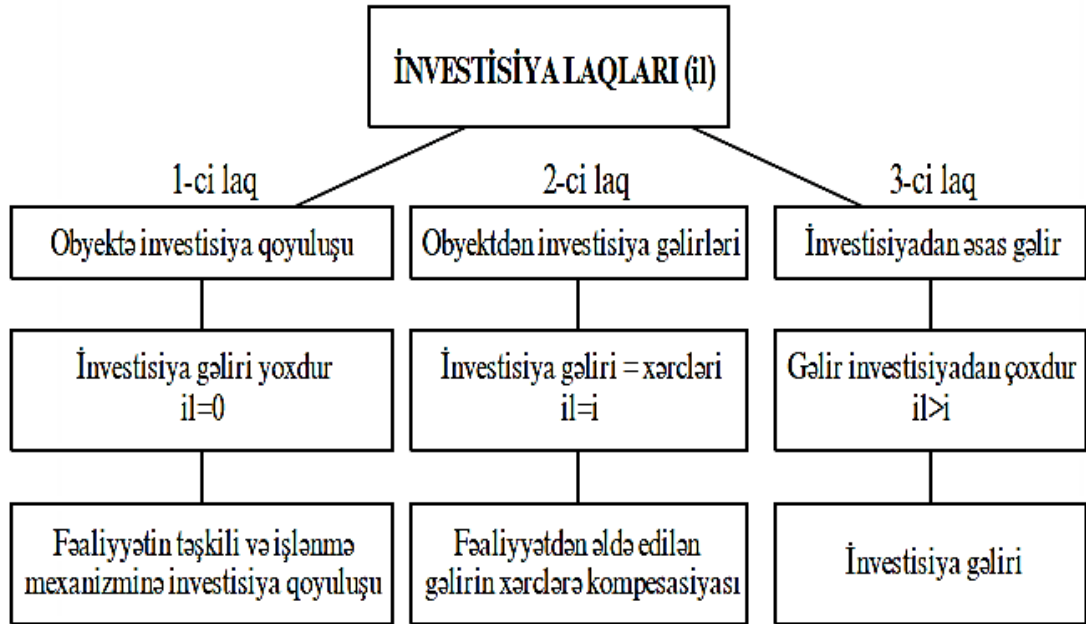 İNVESTİSİYA LAQLARI (il)
1-ci laq
2-ci laq
3-ci laq
Obyektə investisiya qoyuluşu
Obyektdən investisiya gəlirləri
İnvestisiyadan əsas gəlir
İnvestisiya gəliri yoxdur
il=0
İnvestisiya gəliri = xərcləri
il=i
Gəlir investisiyadan çoxdur
il>i
Fəaliyyətin təşkili və işlənmə
mexanizminə investisiya qoyuluşu
Fəaliyyətdən əldə edilən
gəlirin xərclərə kompesasiyası
İnvestisiya gəliri